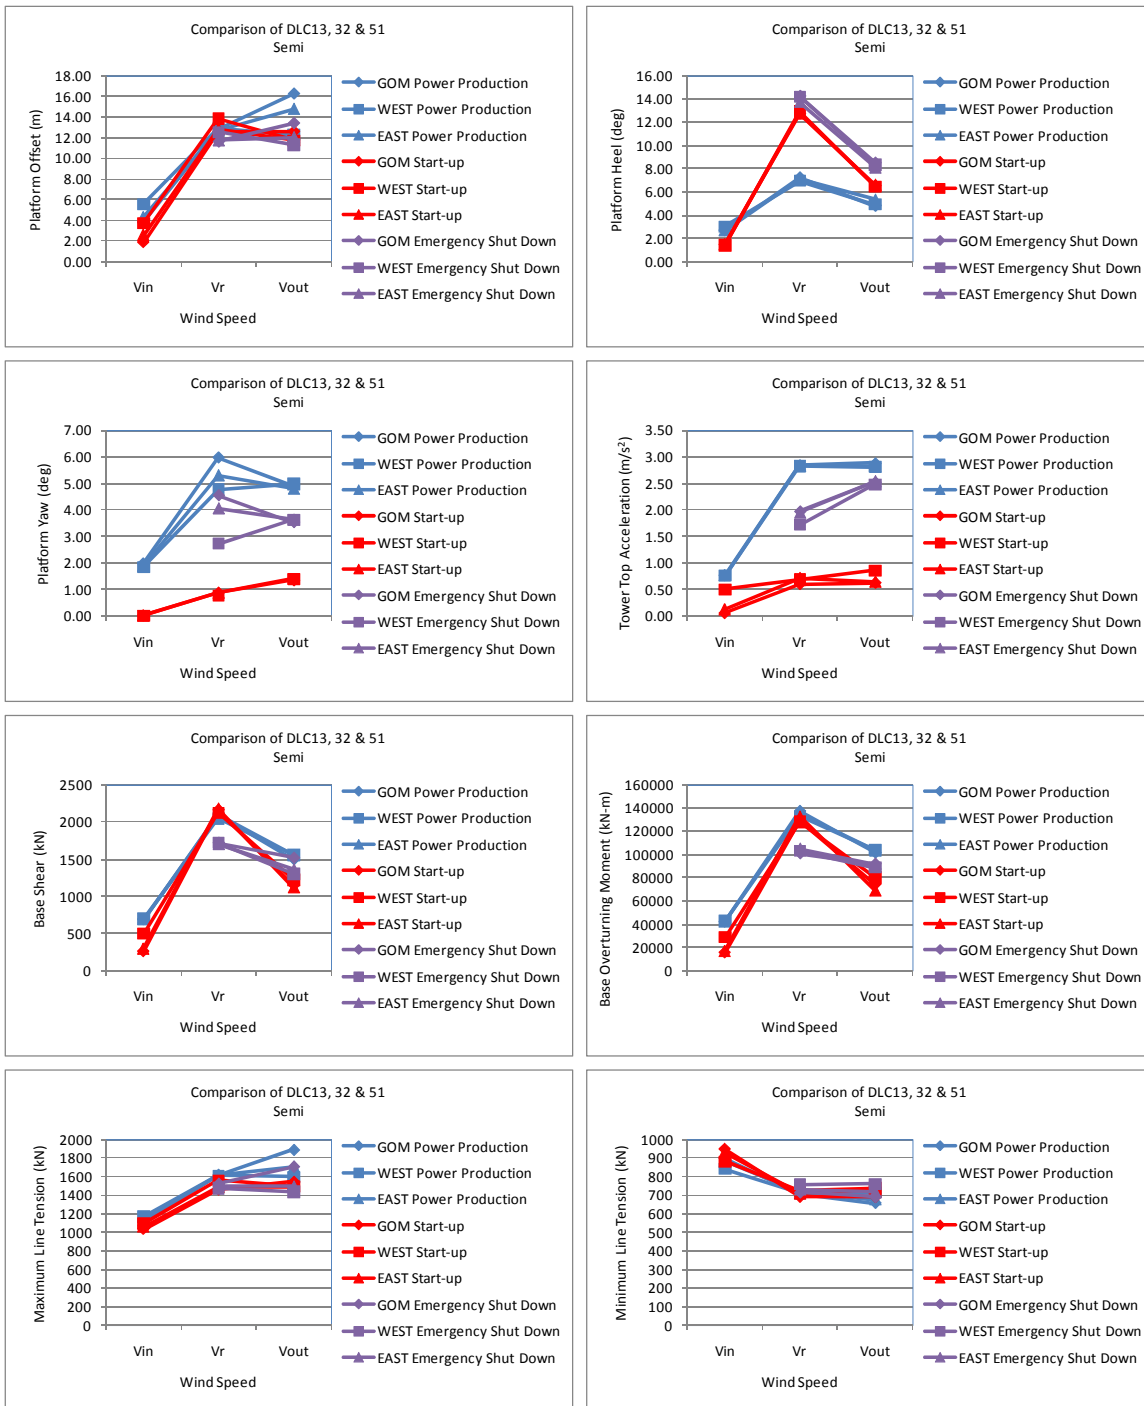 Comparison of DLC13, 32 & 51
Semi
Platform Offset (m)
18.00
16.00
14.00
12.00
10.00
8.00
6.00
4.00
2.00
0.00
Vin Vr Vout
Wind Speed
GOM Power Production
WEST Power Production
EAST Power Production
GOM Start-up
WEST Start-up
EAST Start-up
GOM Emergency Shut Down
WEST Emergency Shut Down
EAST Emergency Shut Down
Comparison of DLC13, 32 & 51
Semi
Platform Heel (deg)
16.00
14.00
12.00
10.00
8.00
6.00
4.00
2.00
0.00
Vin Vr Vout
Wind Speed
GOM Power Production
WEST Power Production
EAST Power Production
GOM Start-up
WEST Start-up
EAST Start-up
GOM Emergency Shut Down
WEST Emergency Shut Down
EAST Emergency Shut Down
Comparison of DLC13, 32 & 51
Semi
Platform Yaw (deg)
7.00
6.00
5.00
4.00
3.00
2.00
1.00
0.00
Vin Vr Vout
Wind Speed
GOM Power Production
WEST Power Production
EAST Power Production
GOM Start-up
WEST Start-up
EAST Start-up
GOM Emergency Shut Down
WEST Emergency Shut Down
EAST Emergency Shut Down
Comparison of DLC13, 32 & 51
Semi
Tower Top Acceleration (m/s²)
3.50
3.00
2.50
2.00
1.50
1.00
0.50
0.00
Vin Vr Vout
Wind Speed
GOM Power Production
WEST Power Production
EAST Power Production
GOM Start-up
WEST Start-up
EAST Start-up
GOM Emergency Shut Down
WEST Emergency Shut Down
EAST Emergency Shut Down
Comparison of DLC13, 32 & 51
Semi
Base Shear (kN)
2500
2000
1500
1000
500
0
Vin Vr Vout
Wind Speed
GOM Power Production
WEST Power Production
EAST Power Production
GOM Start-up
WEST Start-up
EAST Start-up
GOM Emergency Shut Down
WEST Emergency Shut Down
EAST Emergency Shut Down
Comparison of DLC13, 32 & 51
Semi
Base Overturning Moment (kN-m)
160000
140000
120000
100000
80000
60000
40000
20000
0
Vin Vr Vout
Wind Speed
GOM Power Production
WEST Power Production
EAST Power Production
GOM Start-up
WEST Start-up
EAST Start-up
GOM Emergency Shut Down
WEST Emergency Shut Down
EAST Emergency Shut Down
Comparison of DLC13, 32 & 51
Semi
Maximum Line Tension (kN)
2000
1800
1600
1400
1200
1000
800
600
400
200
0
Vin Vr Vout
Wind Speed
GOM Power Production
WEST Power Production
EAST Power Production
GOM Start-up
WEST Start-up
EAST Start-up
GOM Emergency Shut Down
WEST Emergency Shut Down
EAST Emergency Shut Down
Comparison of DLC13, 32 & 51
Semi
Minimum Line Tension (kN)
1000
900
800
700
600
500
400
300
200
100
0
Vin Vr Vout
Wind Speed
GOM Power Production
WEST Power Production
EAST Power Production
GOM Start-up
WEST Start-up
EAST Start-up
GOM Emergency Shut Down
WEST Emergency Shut Down
EAST Emergency Shut Down